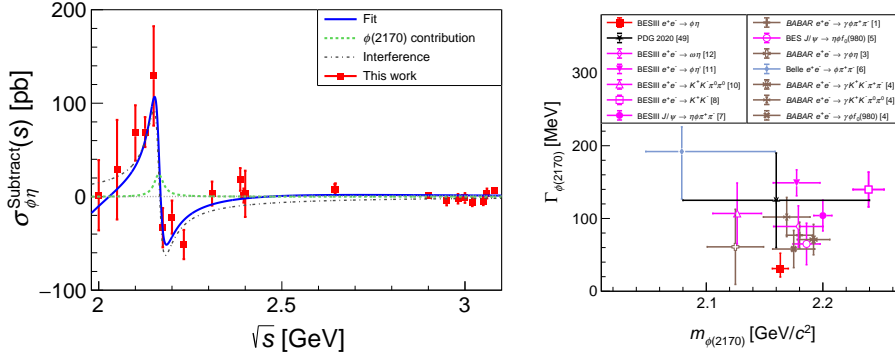 σ^Subtract_φη(s) [pb]
200
100
0
−100
2
2.5
3
√s [GeV]
Fit
φ(2170) contribution
Interference
This work
Γ_φ(2170) [MeV]
300
200
100
0
2.1
2.2
m_φ(2170) [GeV/c²]
BESIII e⁺e⁻ → φη
PDG 2020 [49]
BESIII e⁺e⁻ → ωη [12]
BESIII e⁺e⁻ → φη' [11]
BESIII e⁺e⁻ → K⁺K⁻π⁰π⁰ [10]
BESIII e⁺e⁻ → K⁺K⁻ [8]
BESIII J/ψ → ηφπ⁺π⁻ [7]
BABAR e⁺e⁻ → γφπ⁺π⁻ [1]
BES J/ψ → ηφf₀(980) [5]
BABAR e⁺e⁻ → γφη [3]
Belle e⁺e⁻ → φπ⁺π⁻ [6]
BABAR e⁺e⁻ → γK⁺K⁻π⁺π⁻ [4]
BABAR e⁺e⁻ → γK⁺K⁻π⁰π⁰ [4]
BABAR e⁺e⁻ → γφf₀(980) [4]